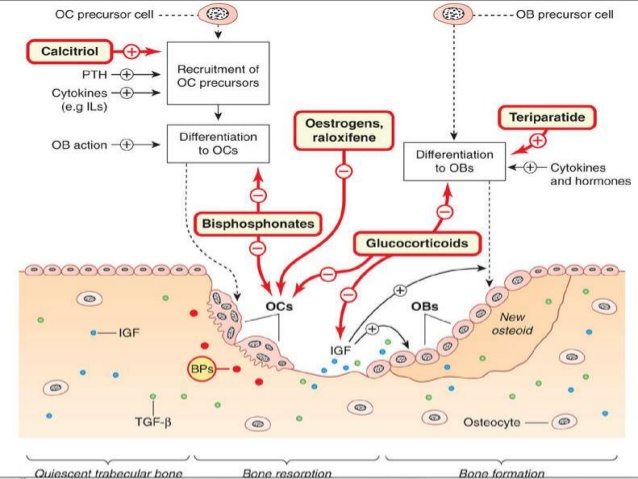 OC precursor cell
OB precursor cell
Calcitriol
+
PTH
+
Cytokines
(e.g ILs)
+
Recruitment of
OC precursors
OB action
+
Differentiation
to OCs
Oestrogens,
raloxifene
Teriparatide
+
Differentiation
to OBs
+
Cytokines
and hormones
Bisphosphonates
Glucocorticoids
−
−
−
−
−
−
OCs
OBs
+
+
IGF
New
osteoid
IGF
BPs
TGF-β
Osteocyte
Quiescent trabecular bone
Bone resorption
Bone formation